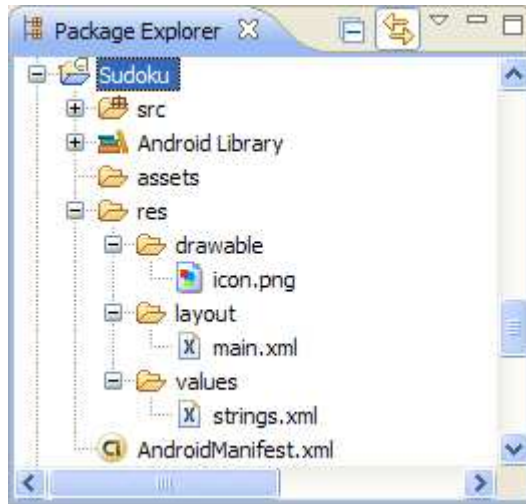 Package Explorer
Sudoku
src
Android Library
assets
res
drawable
icon.png
layout
main.xml
values
strings.xml
AndroidManifest.xml